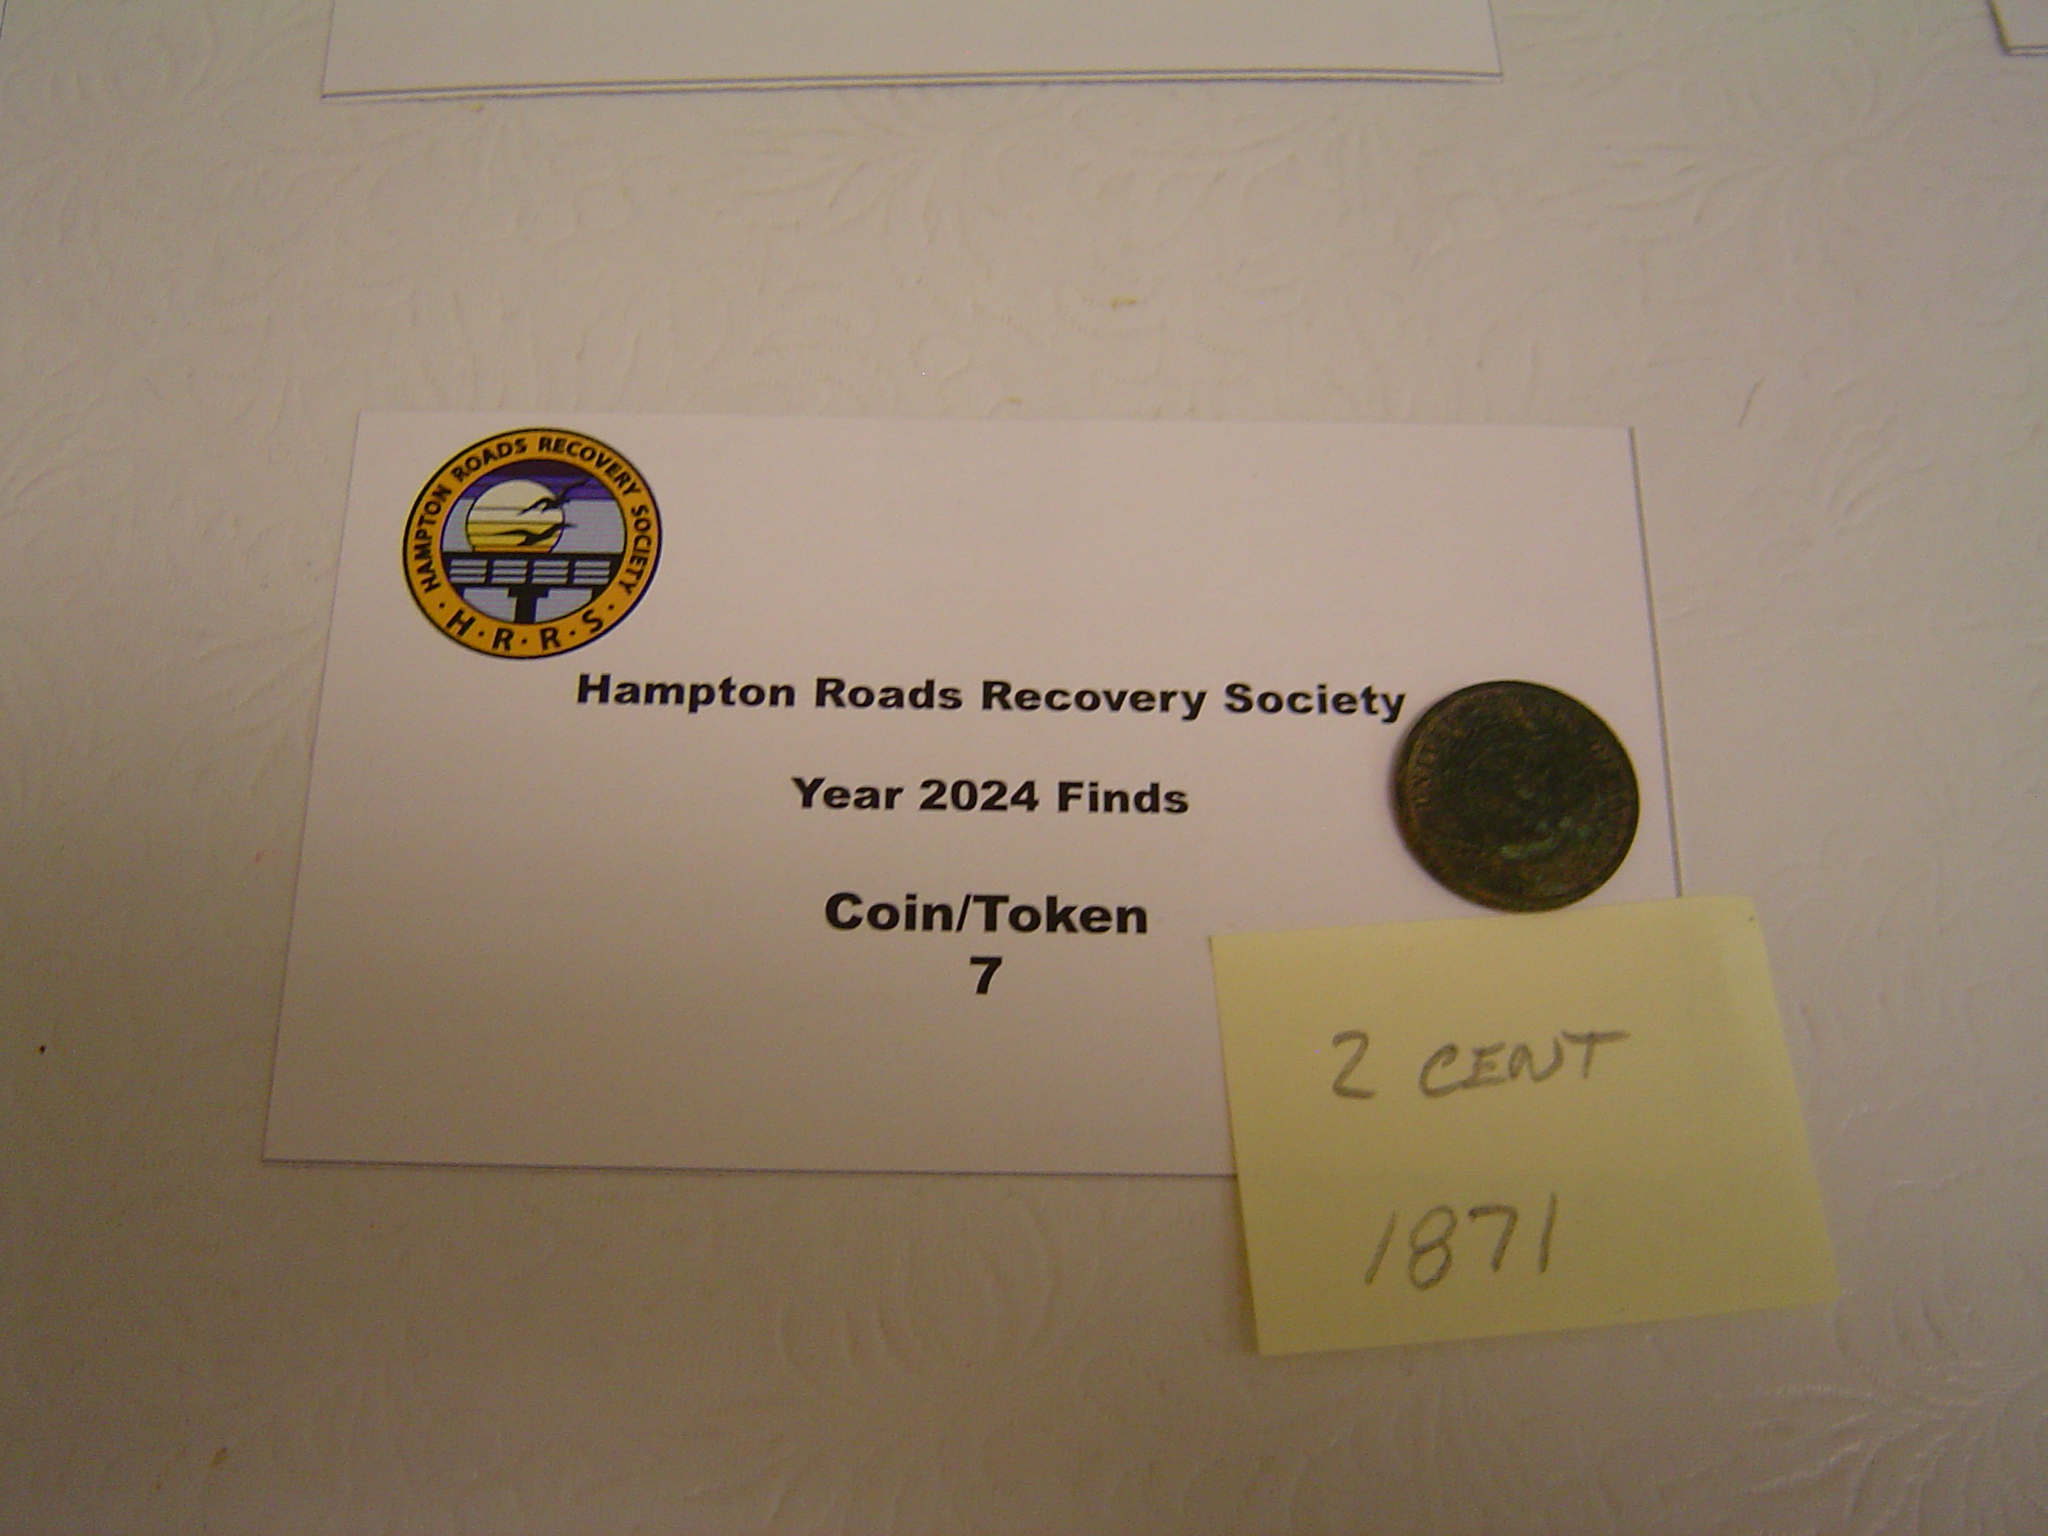 HAMPTON ROADS RECOVERY SOCIETY
· H · R · R · S ·
Hampton Roads Recovery Society
Year 2024 Finds
Coin/Token
7
2 CENT
1871